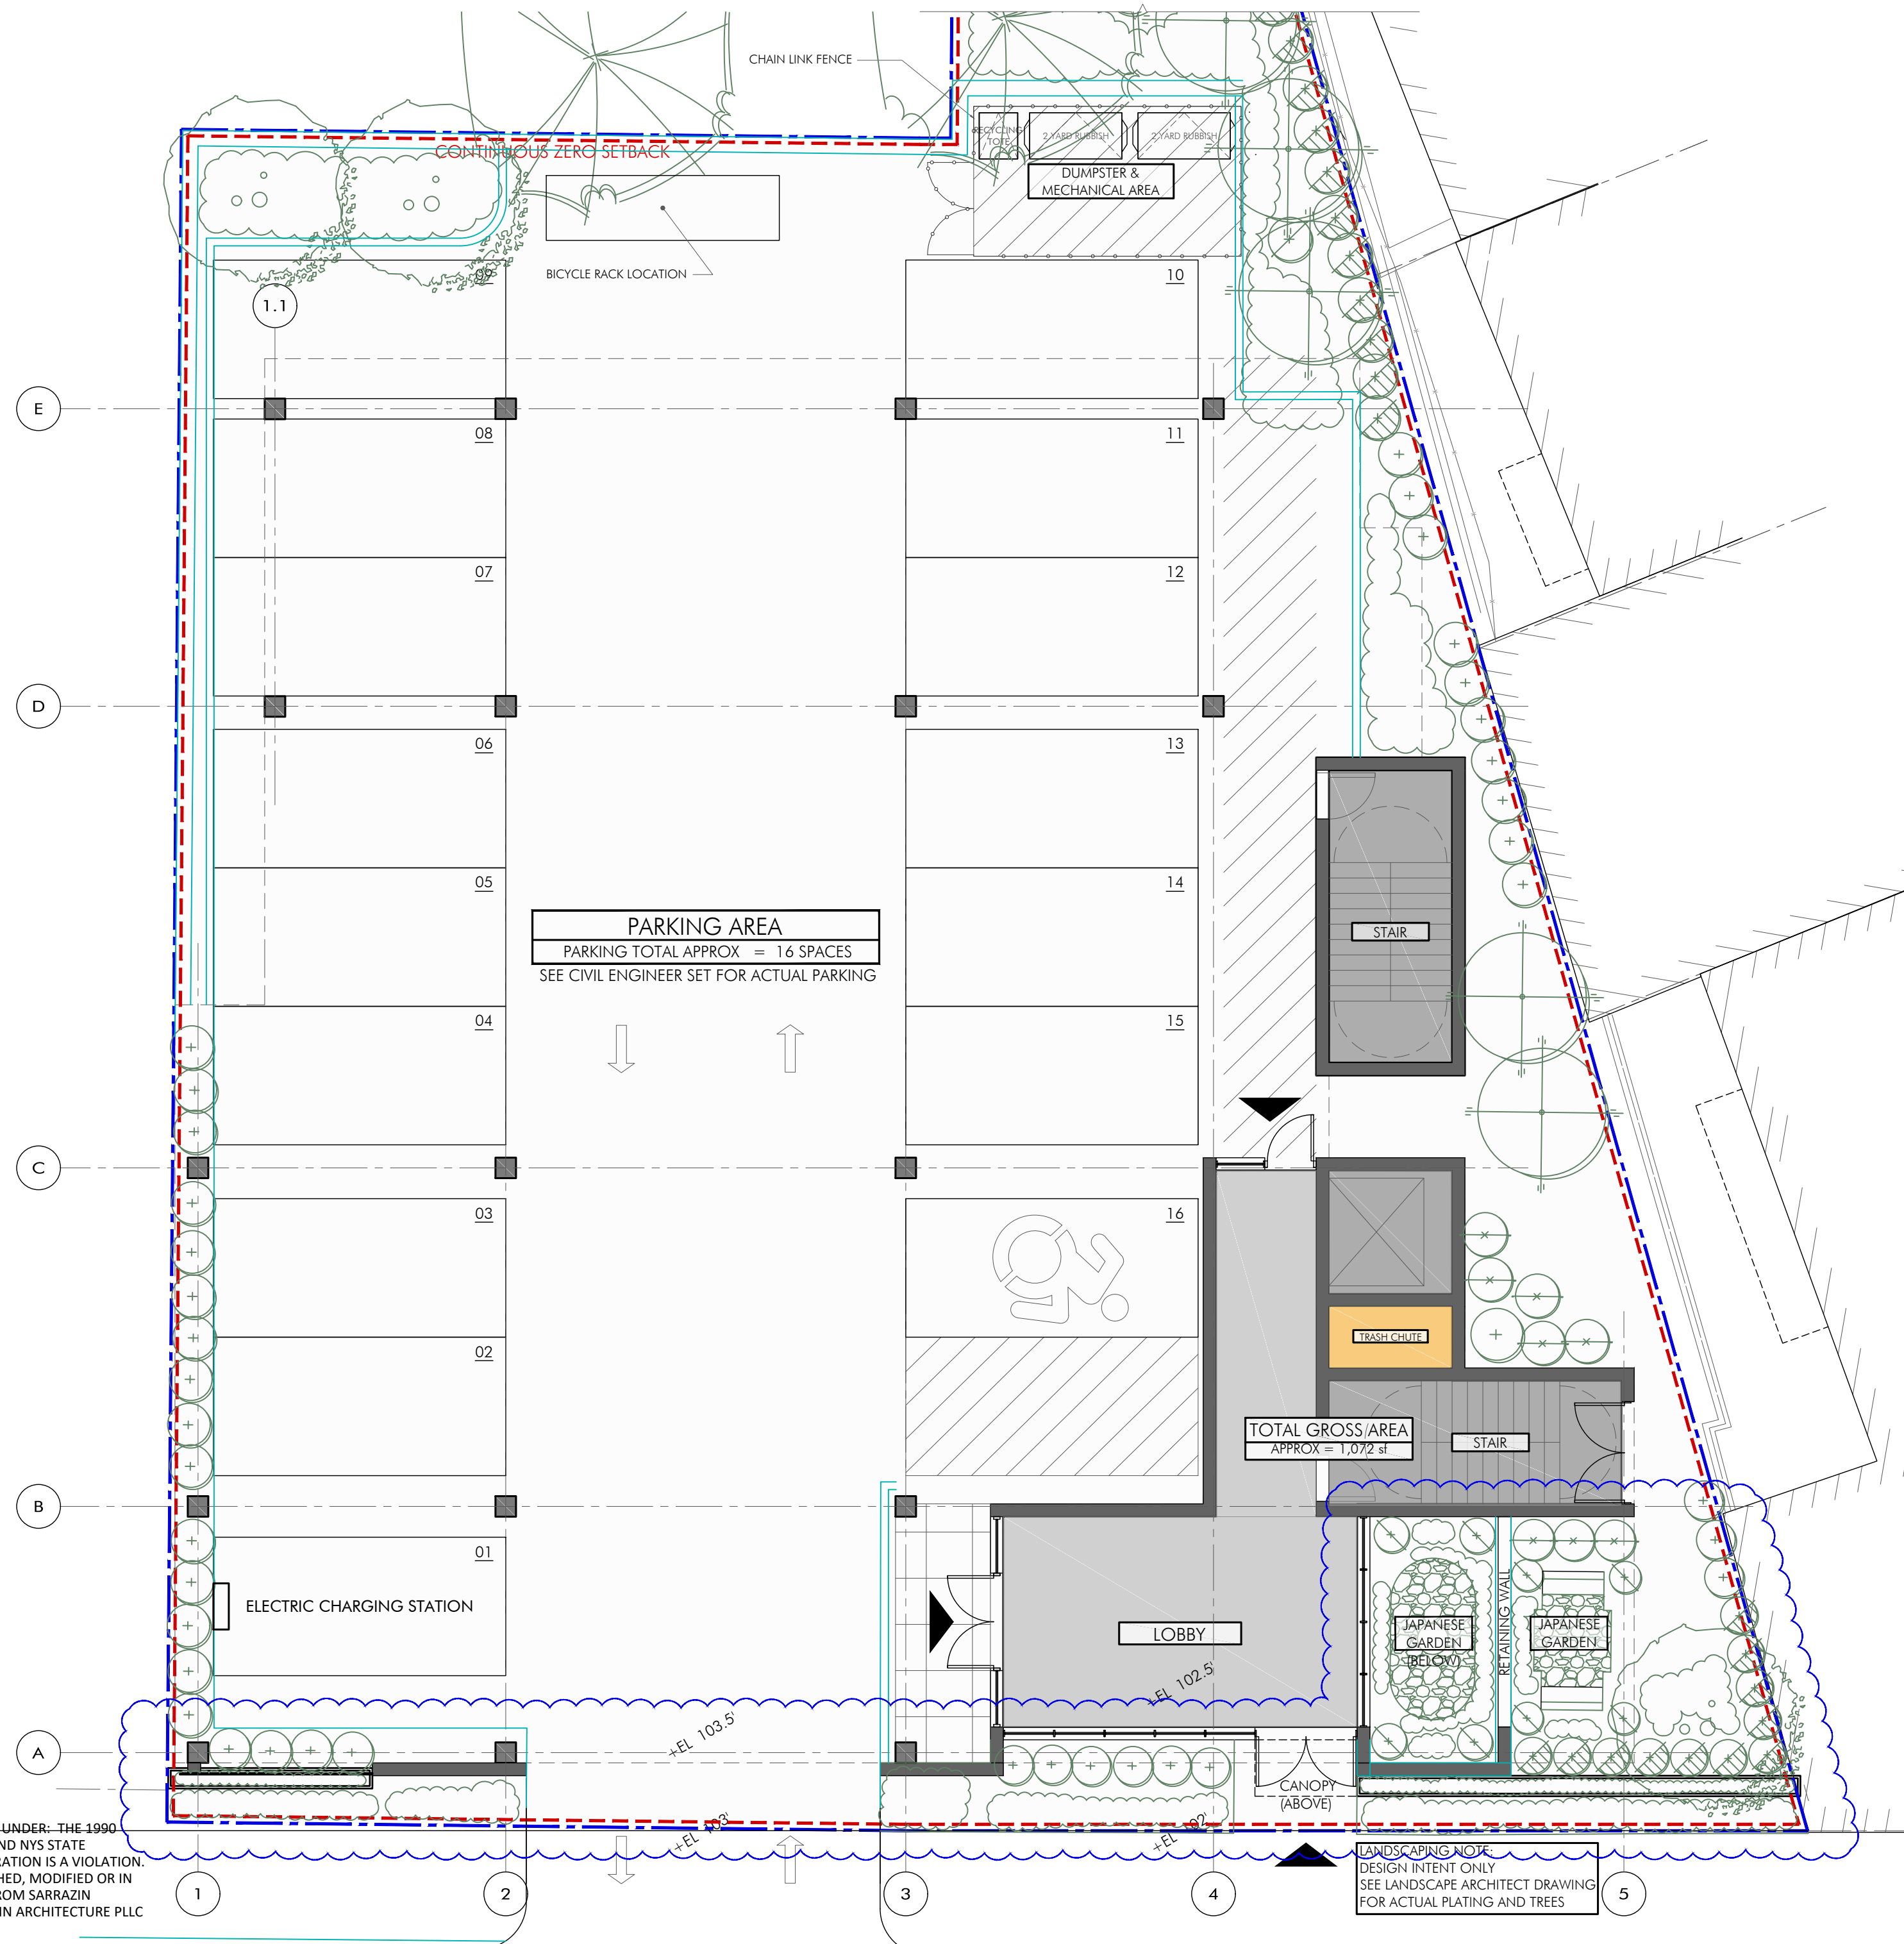 CHAIN LINK FENCE
CONTINUOUS ZERO SETBACK
RECYCLING
TOTE
2 YARD RUBBISH
2 YARD RUBBISH
DUMPSTER &
MECHANICAL AREA
BICYCLE RACK LOCATION
09
10
1.1
E
08
11
07
12
D
06
13
05
14
PARKING AREA
PARKING TOTAL APPROX = 16 SPACES
SEE CIVIL ENGINEER SET FOR ACTUAL PARKING
STAIR
04
15
C
03
16
TRASH CHUTE
02
TOTAL GROSS AREA
APPROX = 1,072 sf
STAIR
B
01
ELECTRIC CHARGING STATION
LOBBY
JAPANESE
GARDEN
(BELOW)
RETAINING WALL
JAPANESE
GARDEN
+EL 102.5'
+EL 103.5'
A
CANOPY
(ABOVE)
+EL 103'
+EL 102'
UNDER: THE 1990
ND NYS STATE
RATION IS A VIOLATION.
HED, MODIFIED OR IN
ROM SARRAZIN
IN ARCHITECTURE PLLC
LANDSCAPING NOTE:
DESIGN INTENT ONLY
SEE LANDSCAPE ARCHITECT DRAWING
FOR ACTUAL PLATING AND TREES
1
2
3
4
5